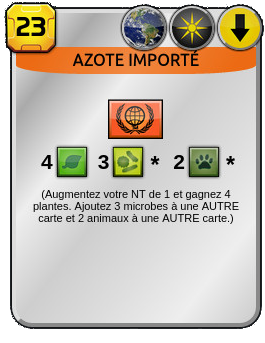 23
AZOTE IMPORTÉ
4 3 * 2 *
(Augmentez votre NT de 1 et gagnez 4
plantes. Ajoutez 3 microbes à une AUTRE
carte et 2 animaux à une AUTRE carte.)